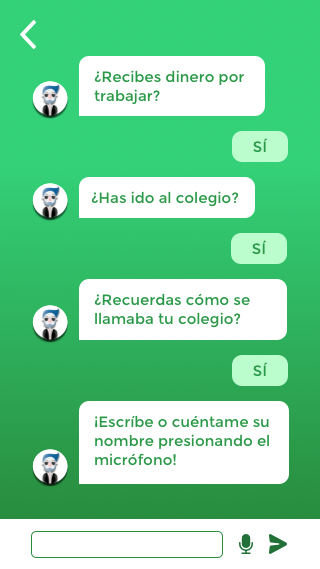 ¿Recibes dinero por
trabajar?
SÍ
¿Has ido al colegio?
SÍ
¿Recuerdas cómo se
llamaba tu colegio?
SÍ
¡Escríbe o cuéntame su
nombre presionando el
micrófono!